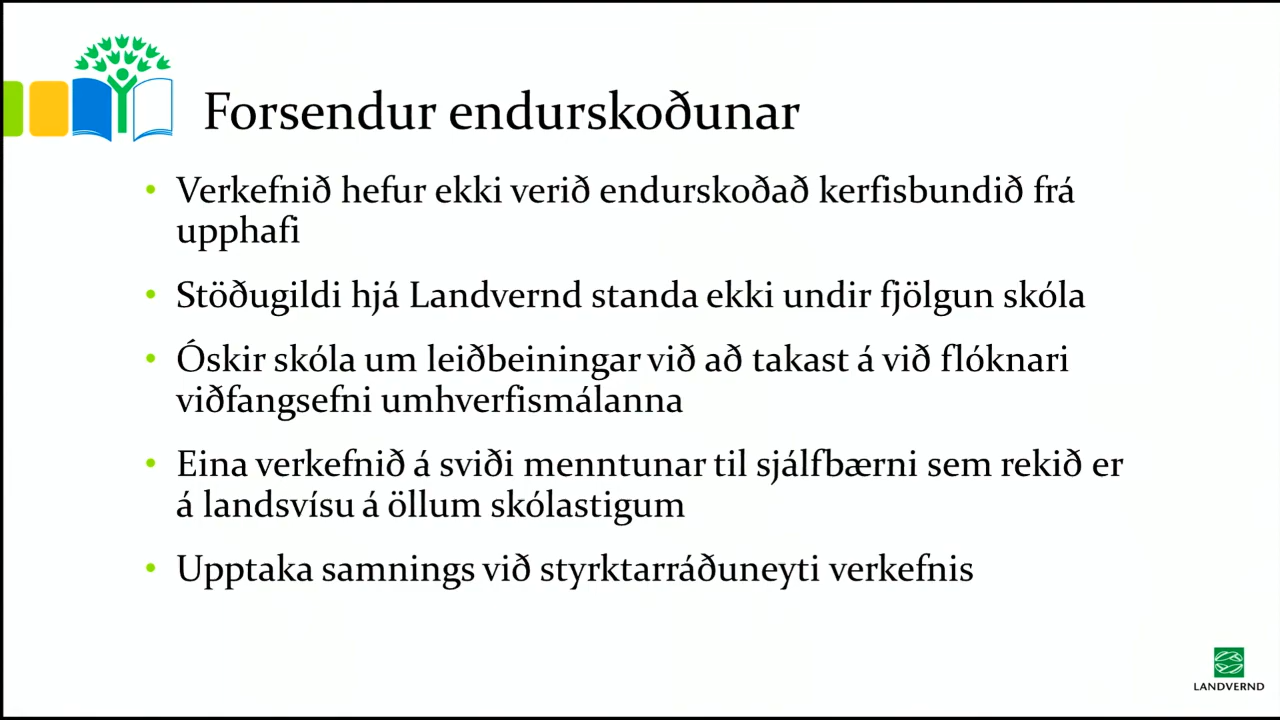 Forsendur endurskoðunar
• Verkefnið hefur ekki verið endurskoðað kerfisbundið frá
upphafi
• Stöðugildi hjá Landvernd standa ekki undir fjölgun skóla
• Óskir skóla um leiðbeiningar við að takast á við flóknari
viðfangsefni umhverfismálanna
• Eina verkefnið á sviði menntunar til sjálfbærni sem rekið er
á landsvísu á öllum skólastigum
• Upptaka samnings við styrktarráðuneyti verkefnis
LANDVERND